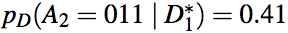 p_D(A_2 = 011 | D_1^*) = 0.41